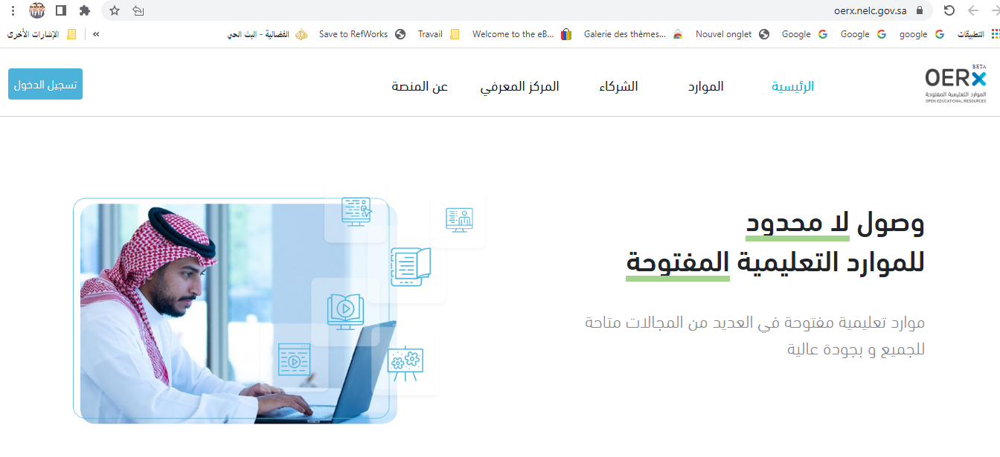 oerx.nelc.gov.sa
التطبيقات
google
Google
Google
Nouvel onglet
Galerie des thèmes...
Welcome to the eB...
Travail
Save to RefWorks
الفضائية - البث الحي
»
الإشارات الأخرى
BETA
OERX
الموارد التعليمية المفتوحة
OPEN EDUCATIONAL RESOURCES
الرئيسية
الموارد
الشركاء
المركز المعرفي
عن المنصة
تسجيل الدخول
وصول لا محدود
للموارد التعليمية المفتوحة
موارد تعليمية مفتوحة في العديد من المجالات متاحة
للجميع و بجودة عالية